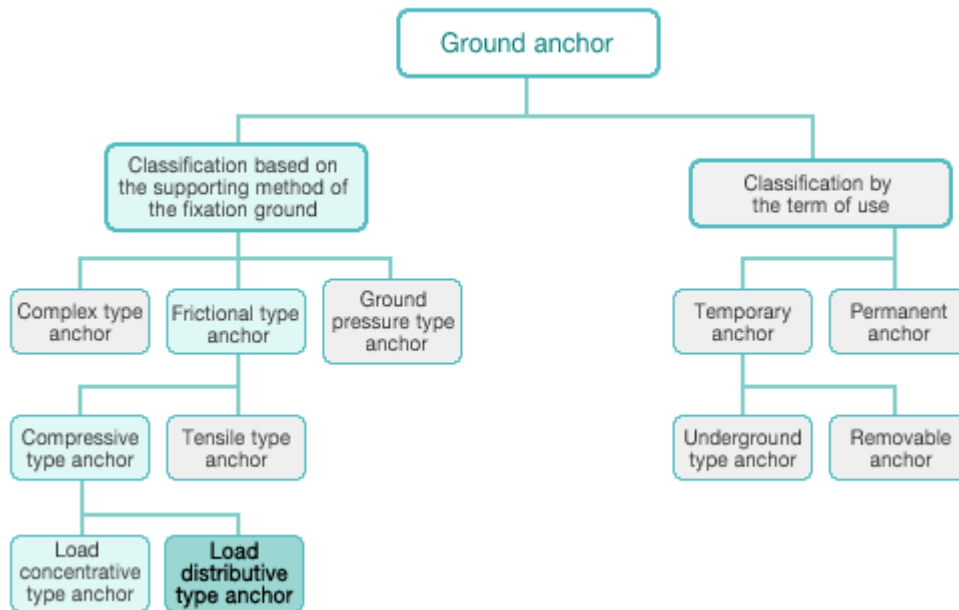 Ground anchor
Classification based on
the supporting method of
the fixation ground
Classification by
the term of use
Complex type
anchor
Frictional type
anchor
Ground
pressure type
anchor
Temporary
anchor
Permanent
anchor
Compressive
type anchor
Tensile type
anchor
Underground
type anchor
Removable
anchor
Load
concentrative
type anchor
Load
distributive
type anchor